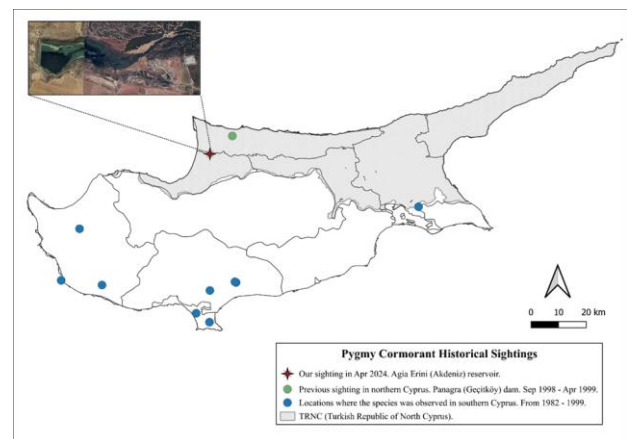 0 10 20 km
Pygmy Cormorant Historical Sightings
Our sighting in Apr 2024. Agia Erini (Akdeniz) reservoir.
Previous sighting in northern Cyprus. Panagra (Geçitköy) dam. Sep 1998 - Apr 1999.
Locations where the species was observed in southern Cyprus. From 1982 - 1999.
TRNC (Turkish Republic of North Cyprus).